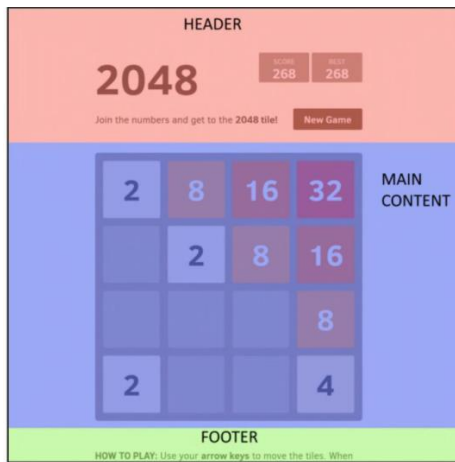 HEADER
2048
SCORE
268
BEST
268
Join the numbers and get to the 2048 tile!
New Game
2 8 16 32
MAIN
CONTENT
2 8 16
8
2 4
FOOTER
HOW TO PLAY: Use your arrow keys to move the tiles. When